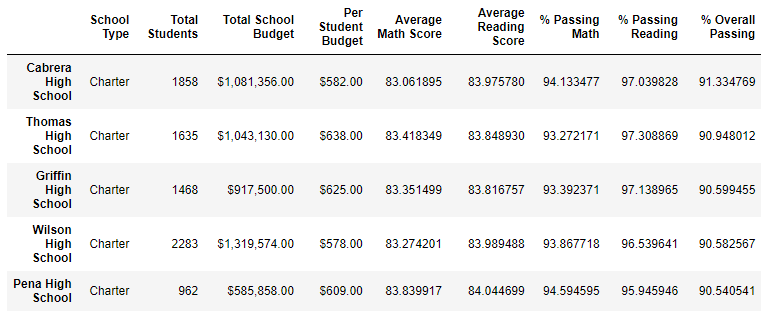 School Type Total Students Total School Budget Per Student Budget Average Math Score Average Reading Score % Passing Math % Passing Reading % Overall Passing
Cabrera High School Charter 1858 $1,081,356.00 $582.00 83.061895 83.975780 94.133477 97.039828 91.334769
Thomas High School Charter 1635 $1,043,130.00 $638.00 83.418349 83.848930 93.272171 97.308869 90.948012
Griffin High School Charter 1468 $917,500.00 $625.00 83.351499 83.816757 93.392371 97.138965 90.599455
Wilson High School Charter 2283 $1,319,574.00 $578.00 83.274201 83.989488 93.867718 96.539641 90.582567
Pena High School Charter 962 $585,858.00 $609.00 83.839917 84.044699 94.594595 95.945946 90.540541